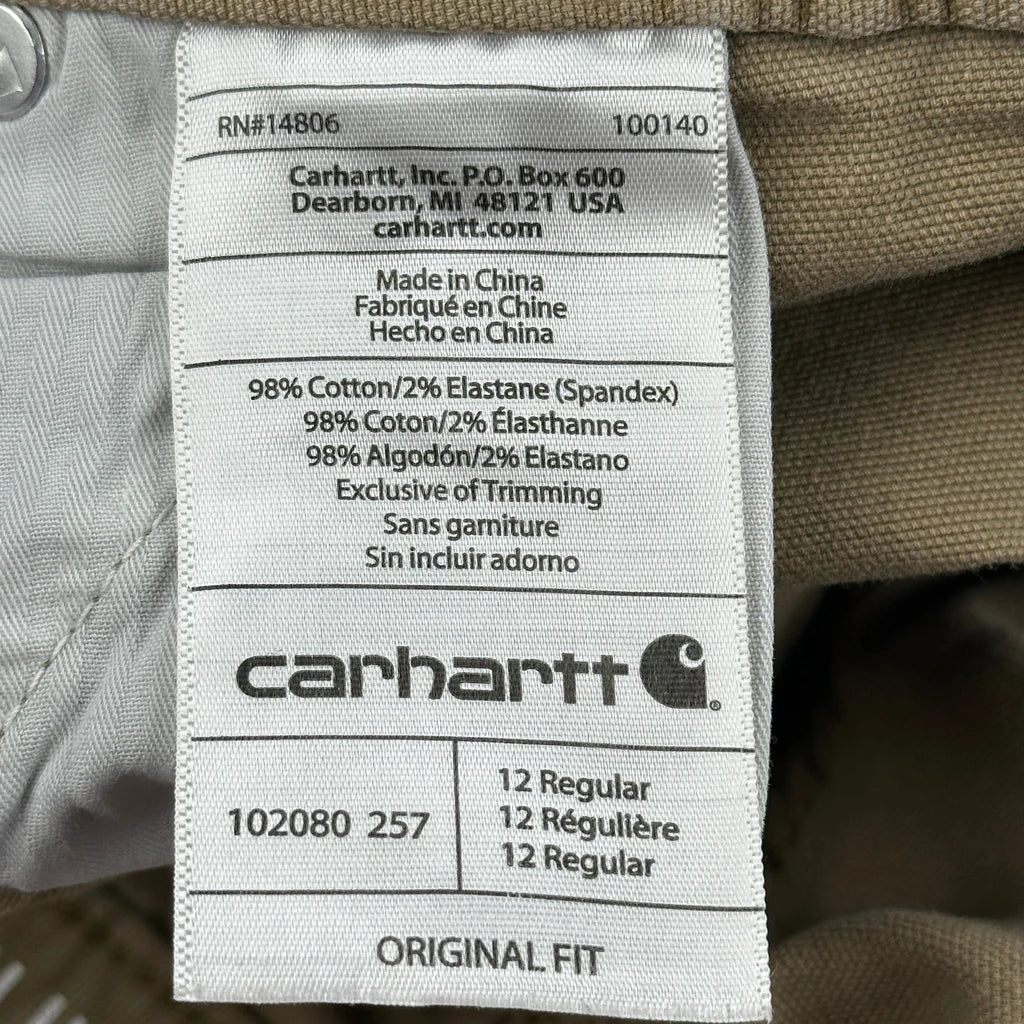 RN#14806 100140
Carhartt, Inc. P.O. Box 600
Dearborn, MI 48121 USA
carhartt.com
Made in China
Fabriqué en Chine
Hecho en China
98% Cotton/2% Elastane (Spandex)
98% Coton/2% Élasthanne
98% Algodón/2% Elastano
Exclusive of Trimming
Sans garniture
Sin incluir adorno
carhartt
102080 257
12 Regular
12 Régulière
12 Regular
ORIGINAL FIT